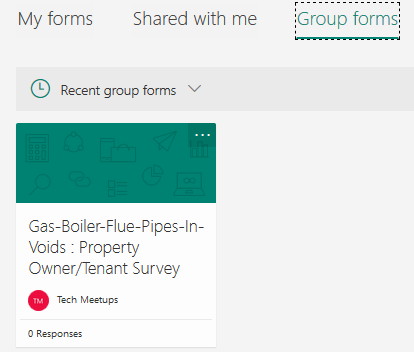 My forms Shared with me Group forms
Recent group forms
Gas-Boiler-Flue-Pipes-In-
Voids : Property
Owner/Tenant Survey
TM Tech Meetups
0 Responses